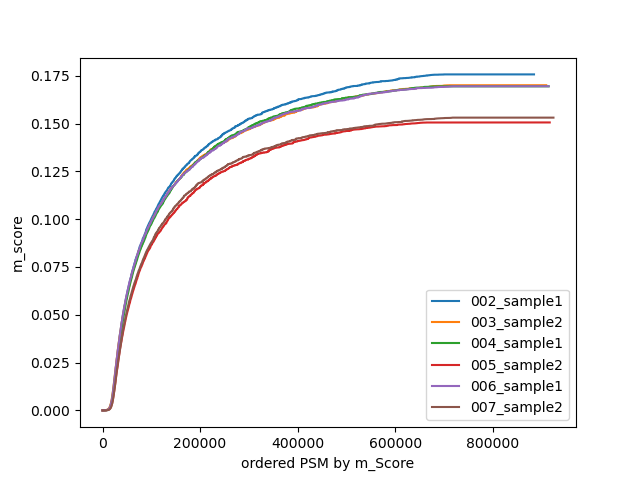 0.175
0.150
0.125
0.100
0.075
0.050
0.025
0.000
m_score
0 200000 400000 600000 800000
ordered PSM by m_Score
002_sample1
003_sample2
004_sample1
005_sample2
006_sample1
007_sample2